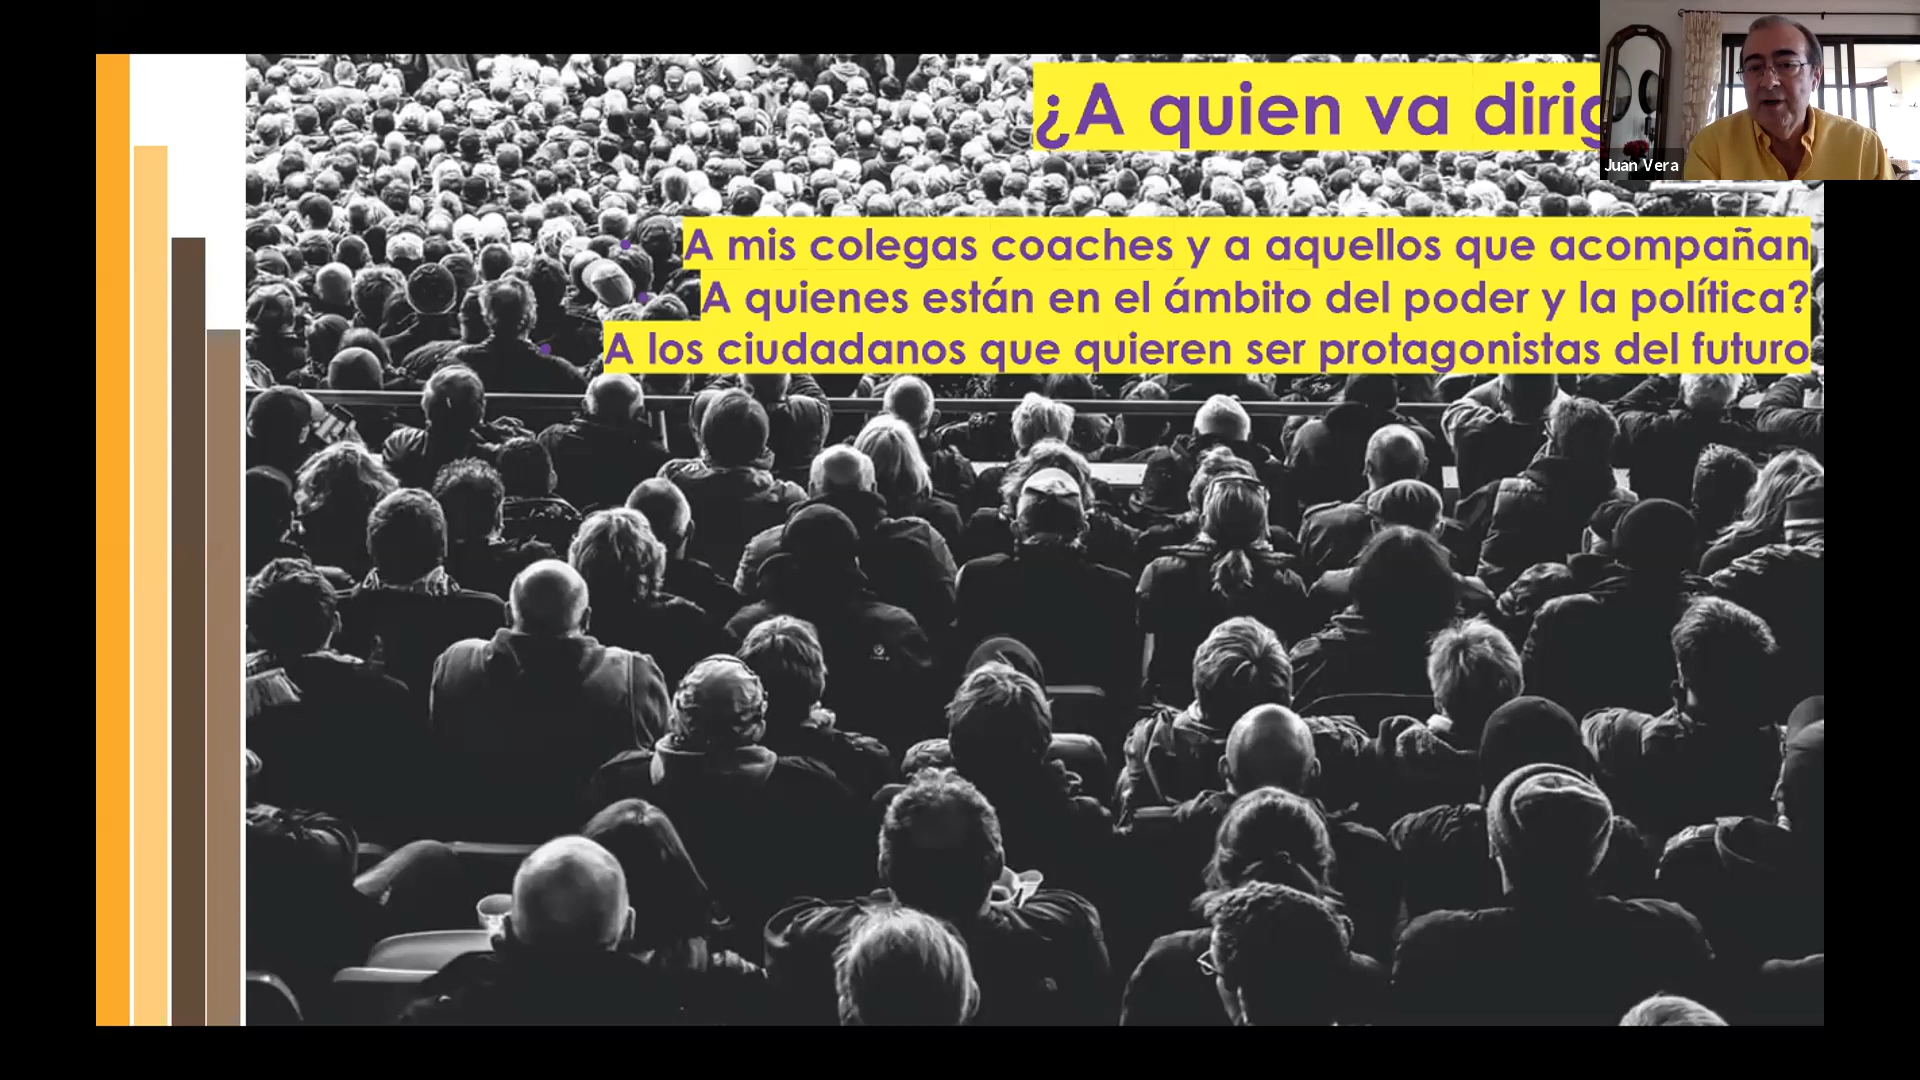 ¿A quien va dirig
Juan Vera
A mis colegas coaches y a aquellos que acompañan
A quienes están en el ámbito del poder y la política?
A los ciudadanos que quieren ser protagonistas del futuro